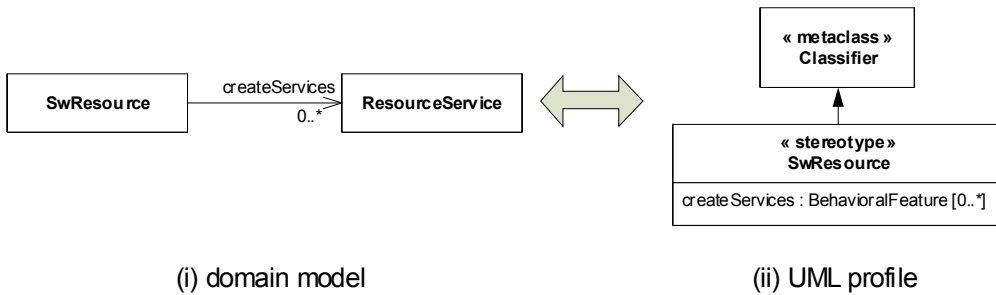 SwResource
createServices
0..*
ResourceService
« metaclass »
Classifier
« stereotype»
SwResource
createServices : BehavioralFeature [0..*]
(i) domain model
(ii) UML profile